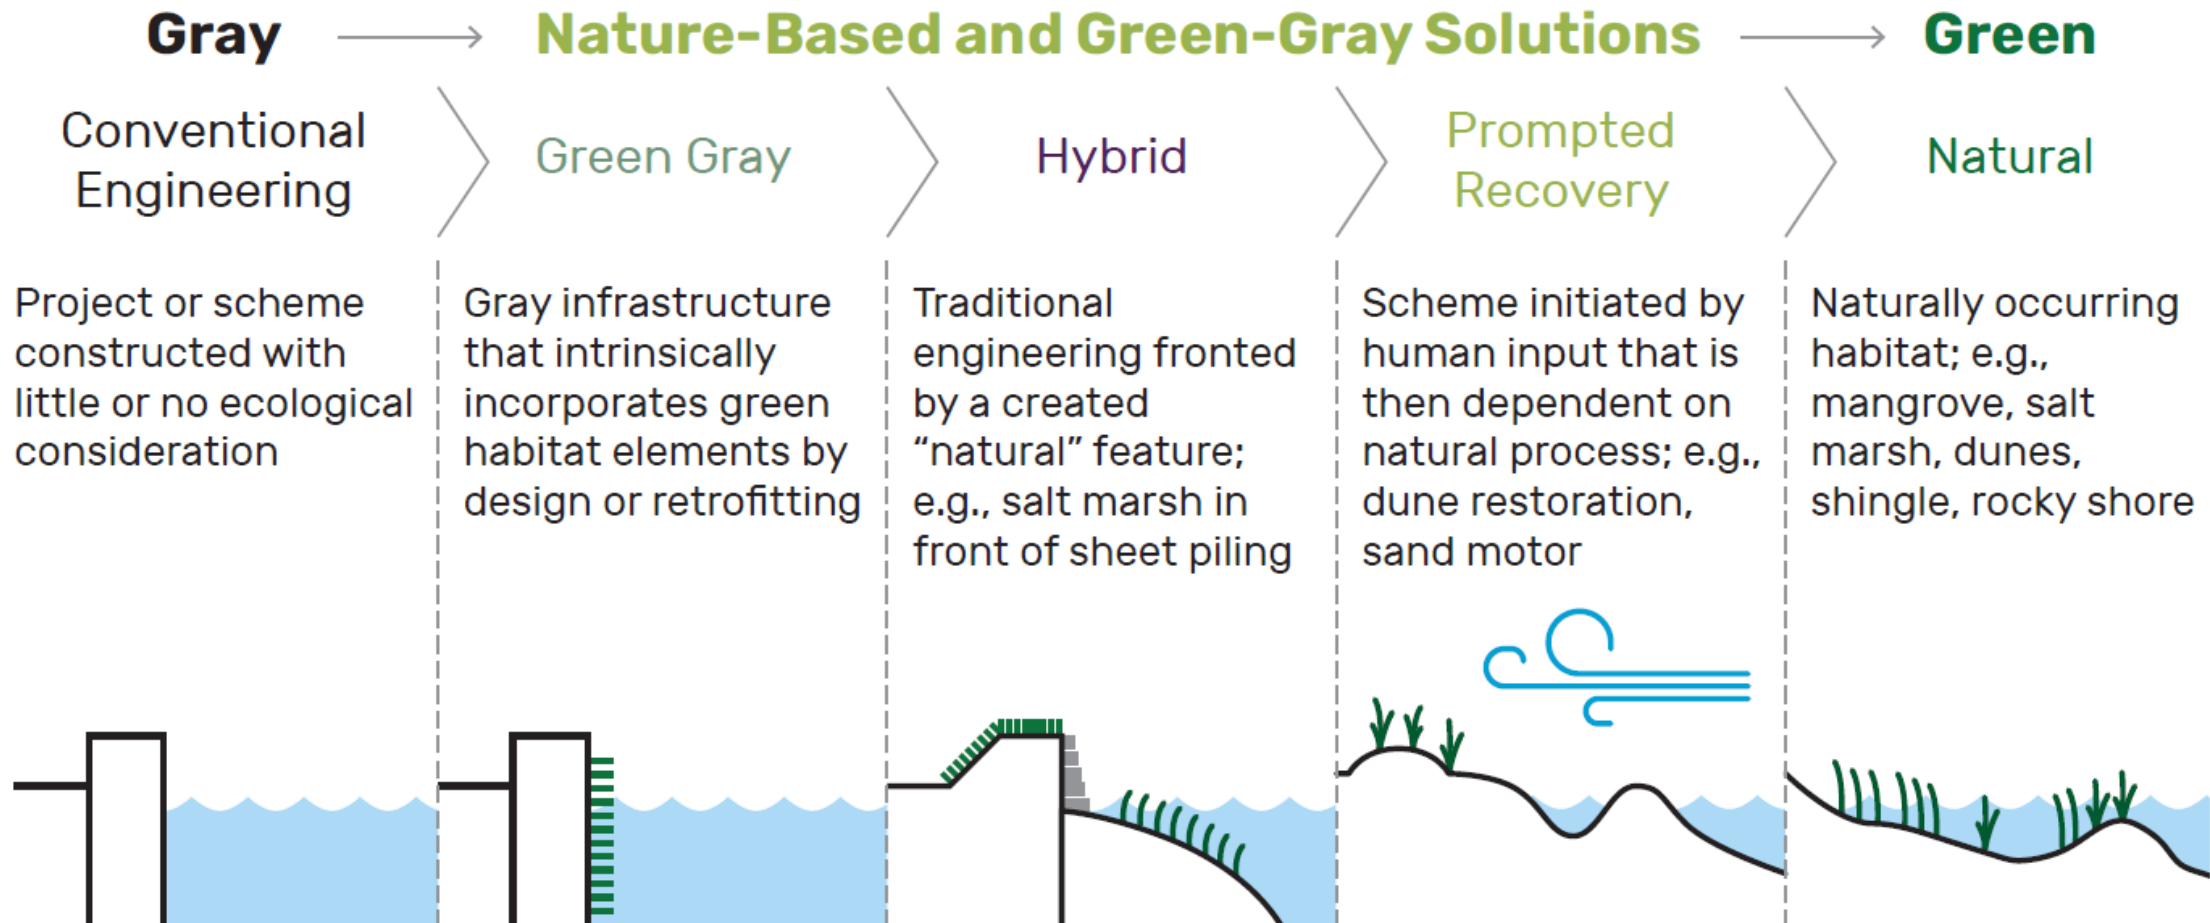 Gray
Nature-Based and Green-Gray Solutions
Green
Conventional
Engineering
Green Gray
Hybrid
Prompted
Recovery
Natural
Project or scheme
constructed with
little or no ecological
consideration
Gray infrastructure
that intrinsically
incorporates green
habitat elements by
design or retrofitting
Traditional
engineering fronted
by a created
“natural” feature;
e.g., salt marsh in
front of sheet piling
Scheme initiated by
human input that is
then dependent on
natural process; e.g.,
dune restoration,
sand motor
Naturally occurring
habitat; e.g.,
mangrove, salt
marsh, dunes,
shingle, rocky shore